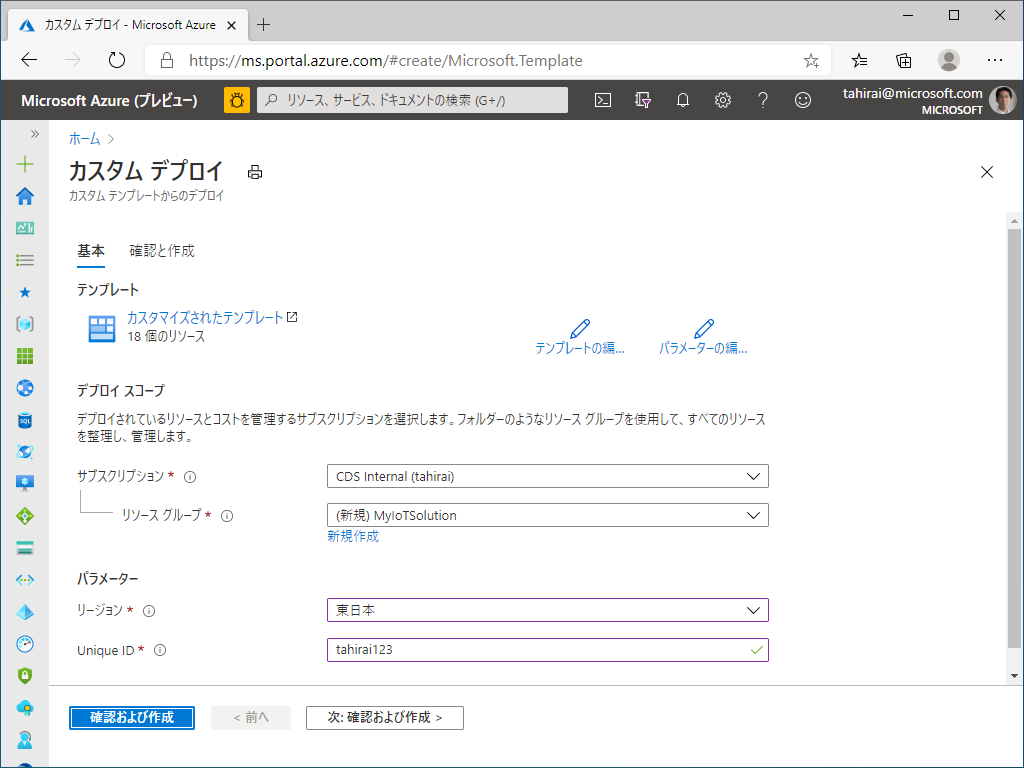 カスタム デプロイ - Microsoft Azure
https://ms.portal.azure.com/#create/Microsoft.Template
Microsoft Azure (プレビュー)
リソース、サービス、ドキュメントの検索 (G+/)
tahirai@microsoft.com
MICROSOFT
ホーム >
カスタム デプロイ
カスタム テンプレートからのデプロイ
基本 確認と作成
テンプレート
カスタマイズされたテンプレート
18 個のリソース
テンプレートの編... パラメーターの編...
デプロイ スコープ
デプロイされているリソースとコストを管理するサブスクリプションを選択します。フォルダーのようなリソース グループを使用して、すべてのリソース
を整理し、管理します。
サブスクリプション * CDS Internal (tahirai)
リソース グループ * (新規) MyIoTSolution
新規作成
パラメーター
リージョン * 東日本
Unique ID * tahirai123
確認および作成 < 前へ 次: 確認および作成 >